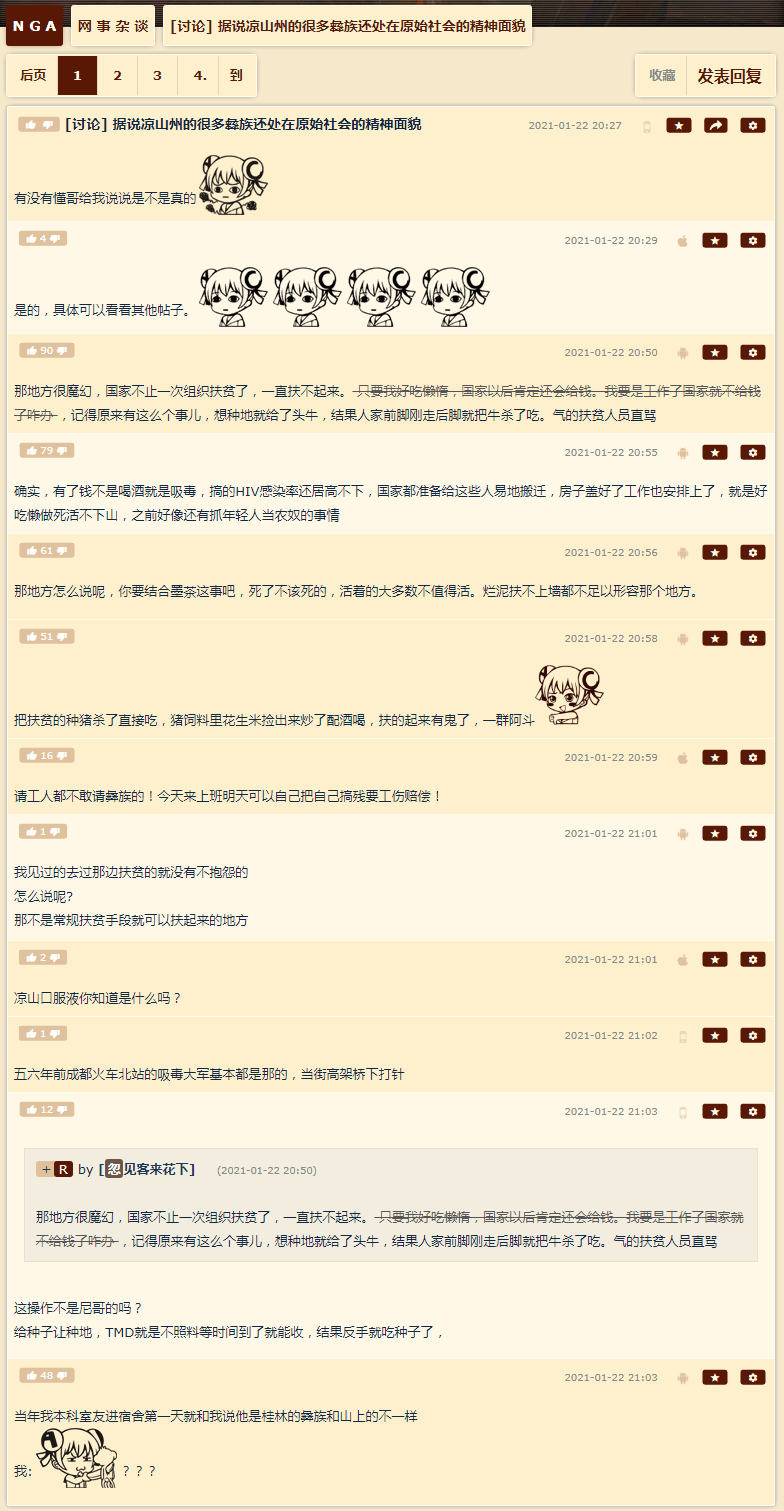 NGA 网事杂谈 [讨论] 据说凉山州的很多彝族还处在原始社会的精神面貌
后页 1 2 3 4. 到 收藏 发表回复
[讨论] 据说凉山州的很多彝族还处在原始社会的精神面貌 2021-01-22 20:27
有没有懂哥给我说说是不是真的
4 2021-01-22 20:29
是的，具体可以看看其他帖子。
90 2021-01-22 20:50
那地方很魔幻，国家不止一次组织扶贫了，一直扶不起来。只要我好吃懒惰，国家以后肯定还会给钱。我要是工作了国家就不给钱
子咋办，记得原来有这么个事儿，想种地就给了头牛，结果人家前脚刚走后脚就把牛杀了吃。气的扶贫人员直骂
79 2021-01-22 20:55
确实，有了钱不是喝酒就是吸毒，搞的HIV感染率还居高不下，国家都准备给这些人易地搬迁，房子盖好了工作也安排上了，就是好
吃懒做死活不下山，之前好像还有抓年轻人当农奴的事情
61 2021-01-22 20:56
那地方怎么说呢，你要结合墨茶这事吧，死了不该死的，活着的大多数不值得活。烂泥扶不上墙都不足以形容那个地方。
51 2021-01-22 20:58
把扶贫的种猪杀了直接吃，猪饲料里花生米捡出来炒了配酒喝，扶的起来有鬼了，一群阿斗
16 2021-01-22 20:59
请工人都不敢请彝族的！今天来上班明天可以自己把自己搞残要工伤赔偿！
1 2021-01-22 21:01
我见过的去过那边扶贫的就没有不抱怨的
怎么说呢?
那不是常规扶贫手段就可以扶起来的地方
2 2021-01-22 21:01
凉山口服液你知道是什么吗？
1 2021-01-22 21:02
五六年前成都火车北站的吸毒大军基本都是那的，当街高架桥下打针
12 2021-01-22 21:03
+ R by [忽见客来花下] (2021-01-22 20:50)
那地方很魔幻，国家不止一次组织扶贫了，一直扶不起来。只要我好吃懒惰，国家以后肯定还会给钱。我要是工作了国家就
不给钱了咋办，记得原来有这么个事儿，想种地就给了头牛，结果人家前脚刚走后脚就把牛杀了吃。气的扶贫人员直骂
这操作不是尼哥的吗？
给种子让种地，TMD就是不照料等时间到了就能收，结果反手就吃种子了，
48 2021-01-22 21:03
当年我本科室友进宿舍第一天就和我说他是桂林的彝族和山上的不一样
我: ？？？